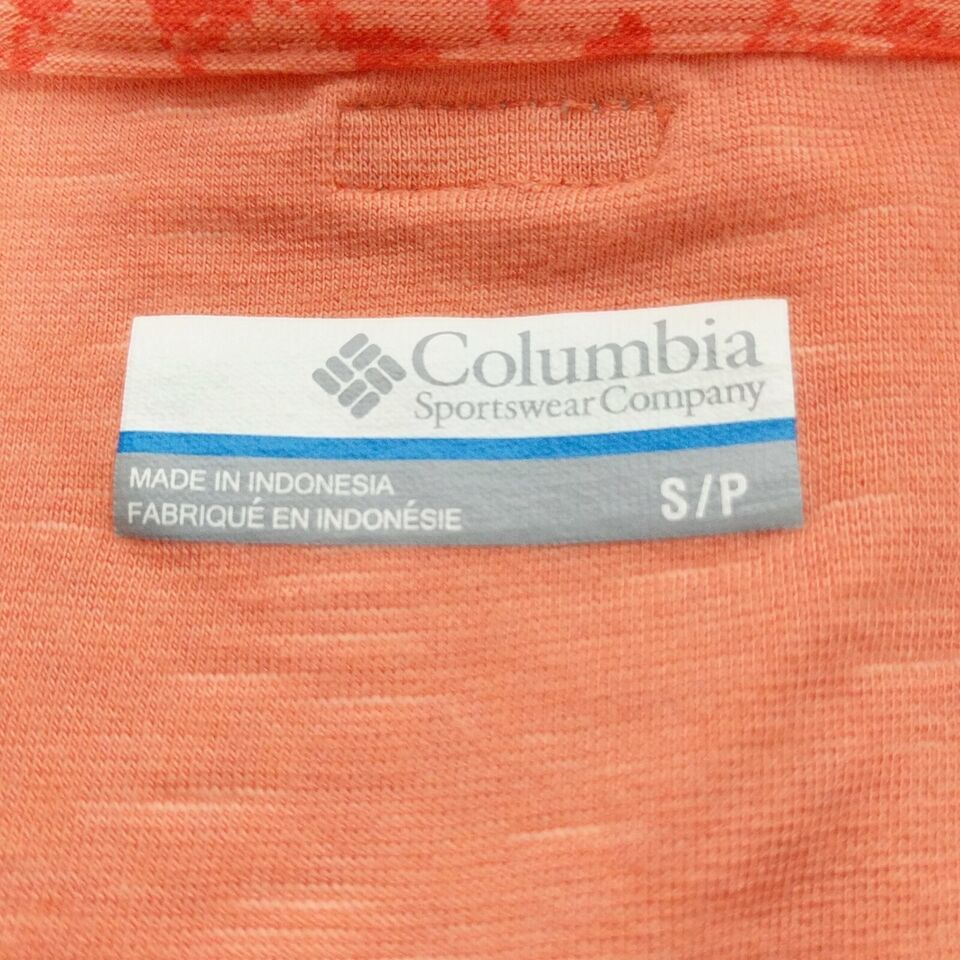 Columbia
Sportswear Company
MADE IN INDONESIA
FABRIQUÉ EN INDONÉSIE
S/P